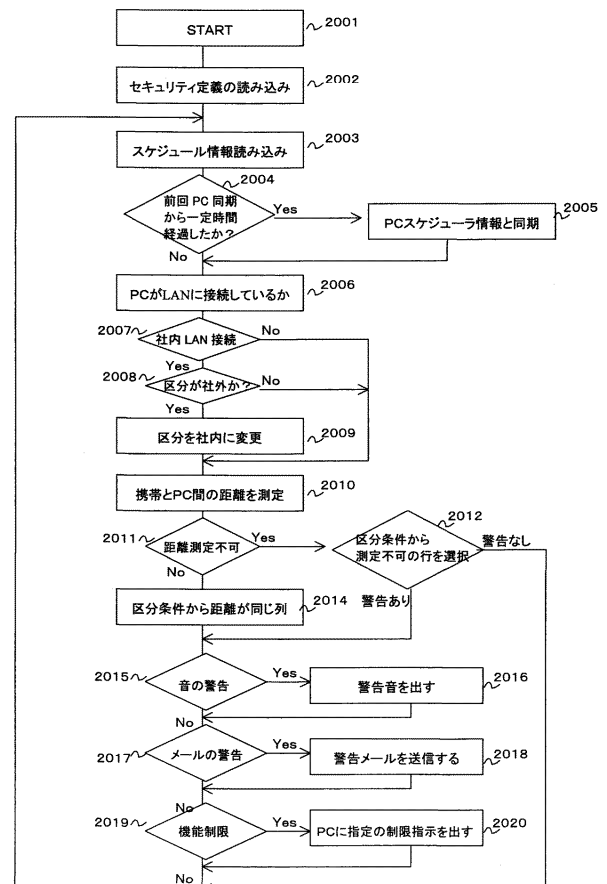 START
2001
セキュリティ定義の読み込み
2002
スケジュール情報読み込み
2003
2004
前回 PC 同期
から一定時間
経過したか？
Yes
No
PCスケジューラ情報と同期
2005
PCがLANに接続しているか
2006
2007
社内 LAN 接続
No
Yes
2008
区分が社外か？
No
Yes
区分を社内に変更
2009
携帯とPC間の距離を測定
2010
2011
距離測定不可
Yes
No
2012
区分条件から
測定不可の行を選択
警告なし
警告あり
区分条件から距離が同じ列
2014
2015
音の警告
Yes
No
警告音を出す
2016
2017
メールの警告
Yes
No
警告メールを送信する
2018
2019
機能制限
Yes
No
PCに指定の制限指示を出す
2020